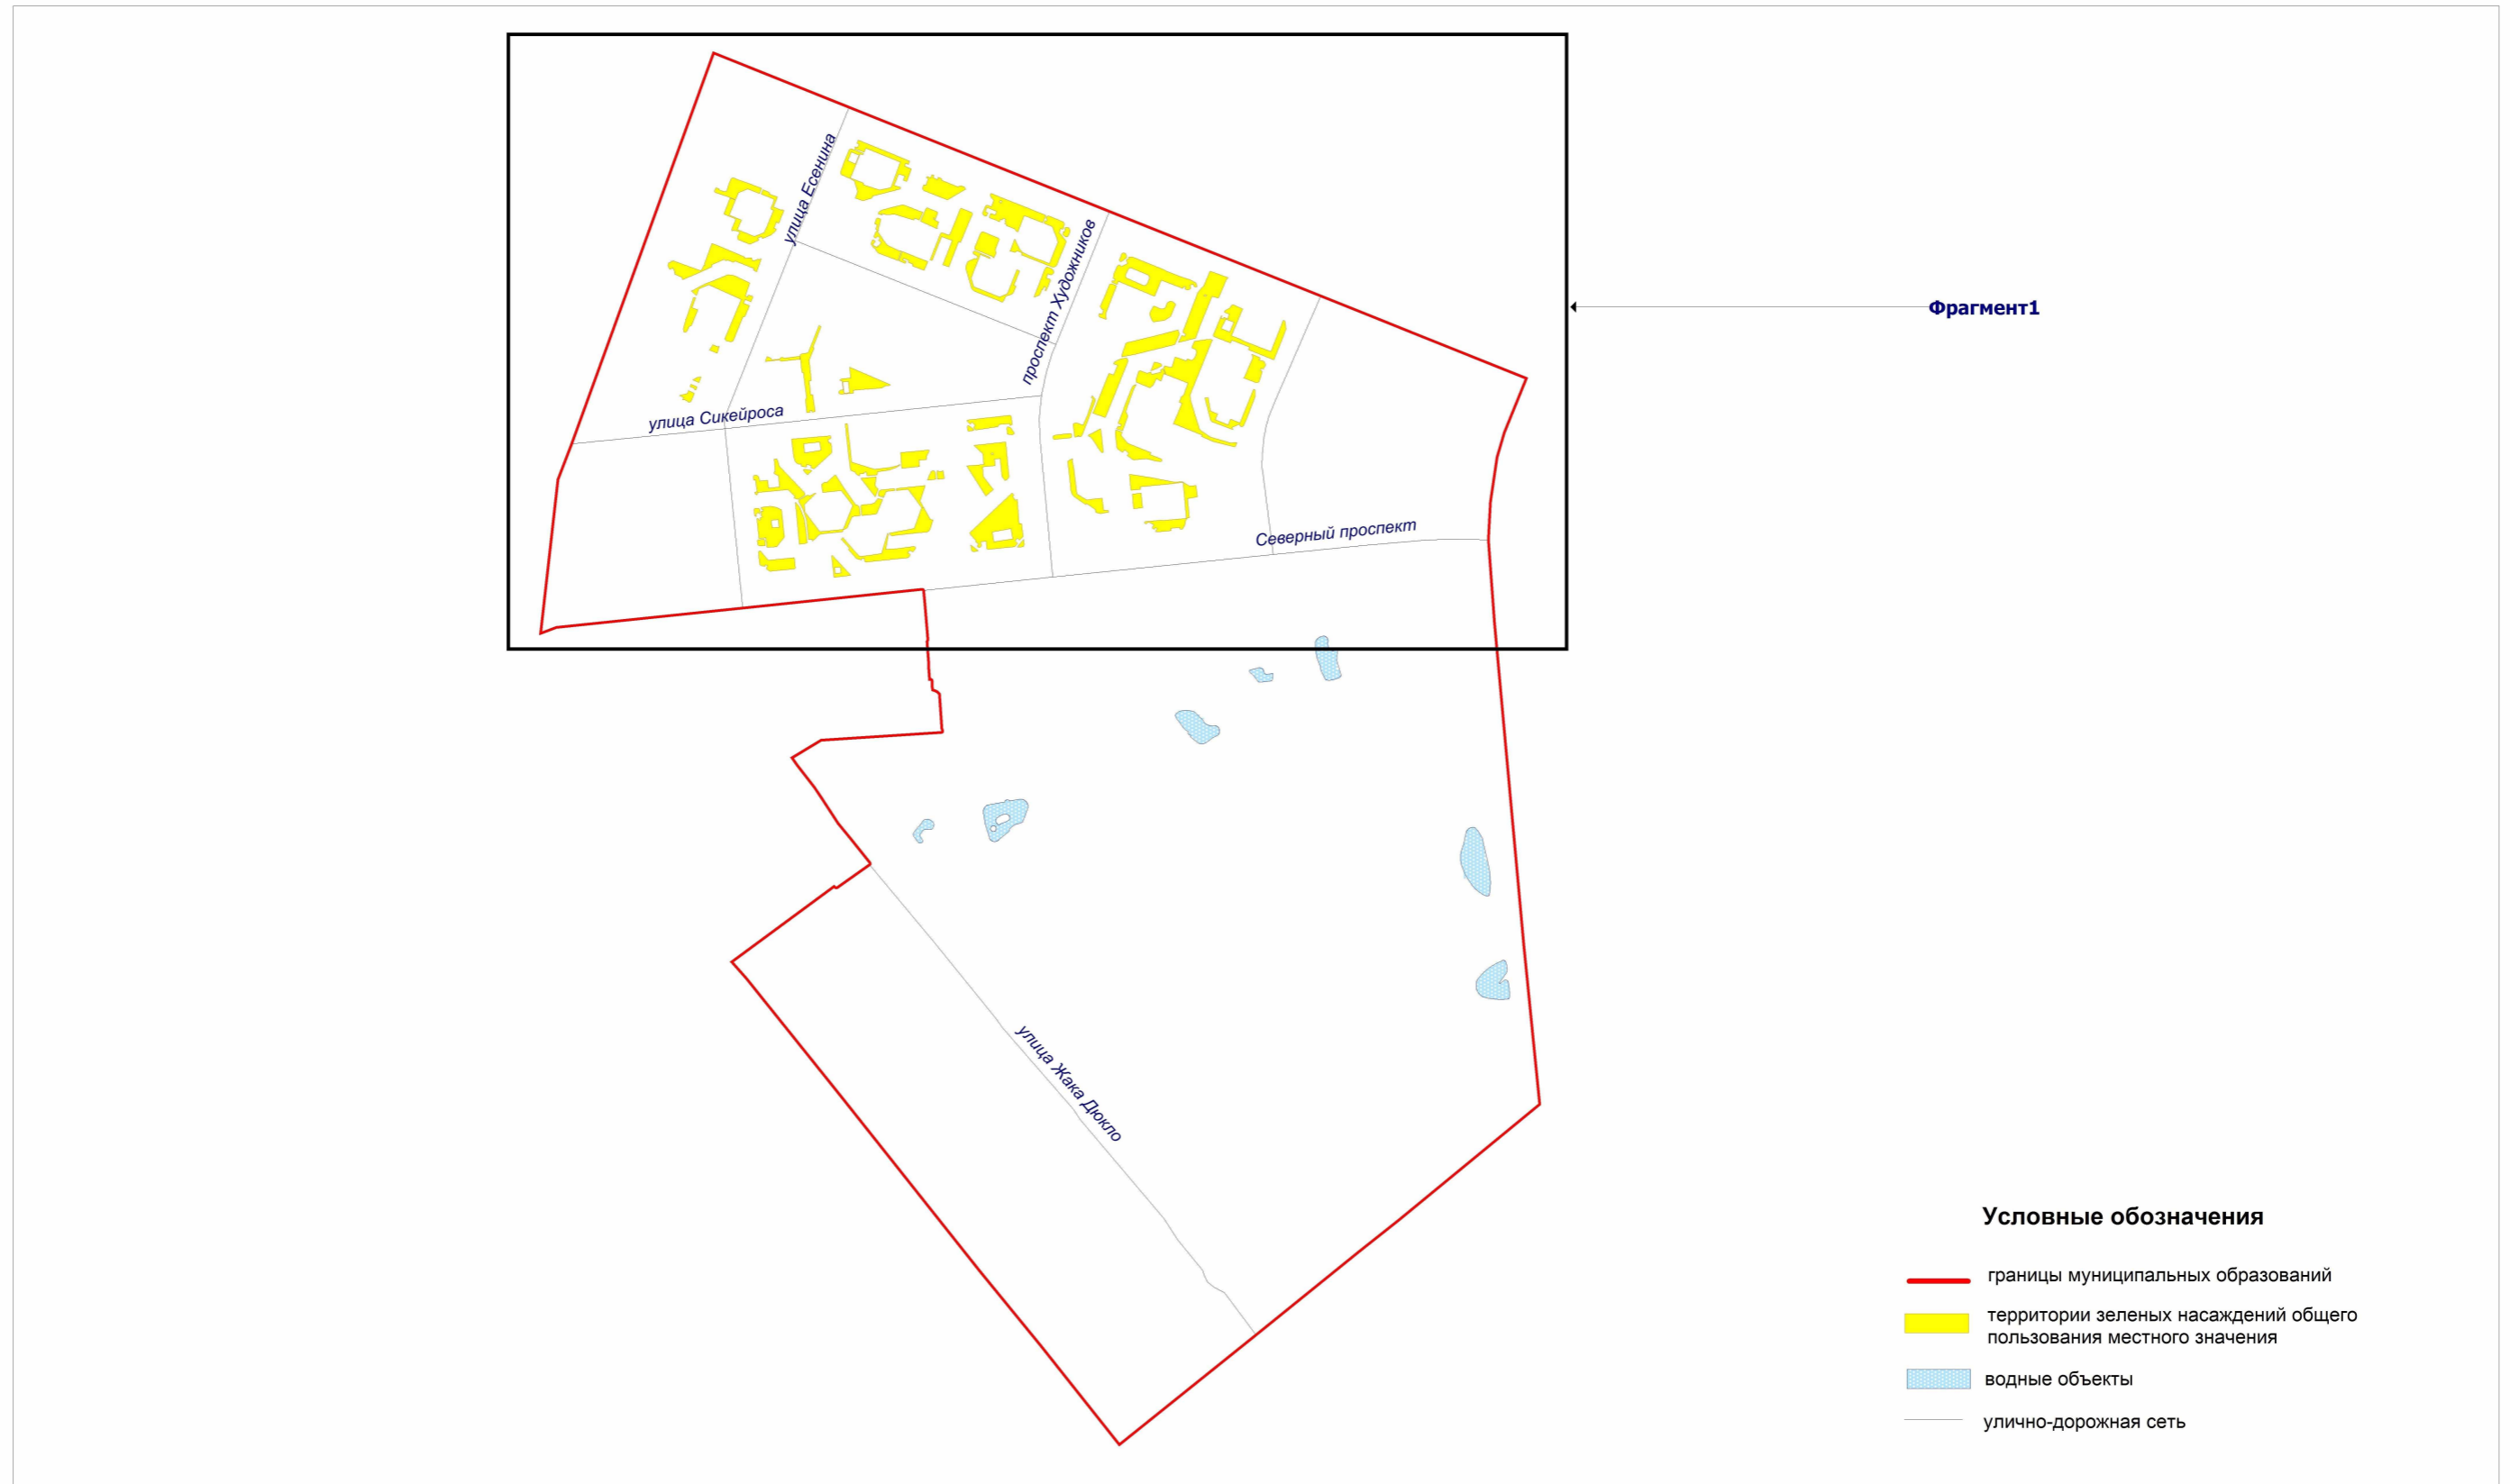 улица Есенина
проспект Художников
Фрагмент1
улица Сикейроса
Северный проспект
улица Жака Дюкло
Условные обозначения
границы муниципальных образований
территории зеленых насаждений общего
пользования местного значения
водные объекты
улично-дорожная сеть